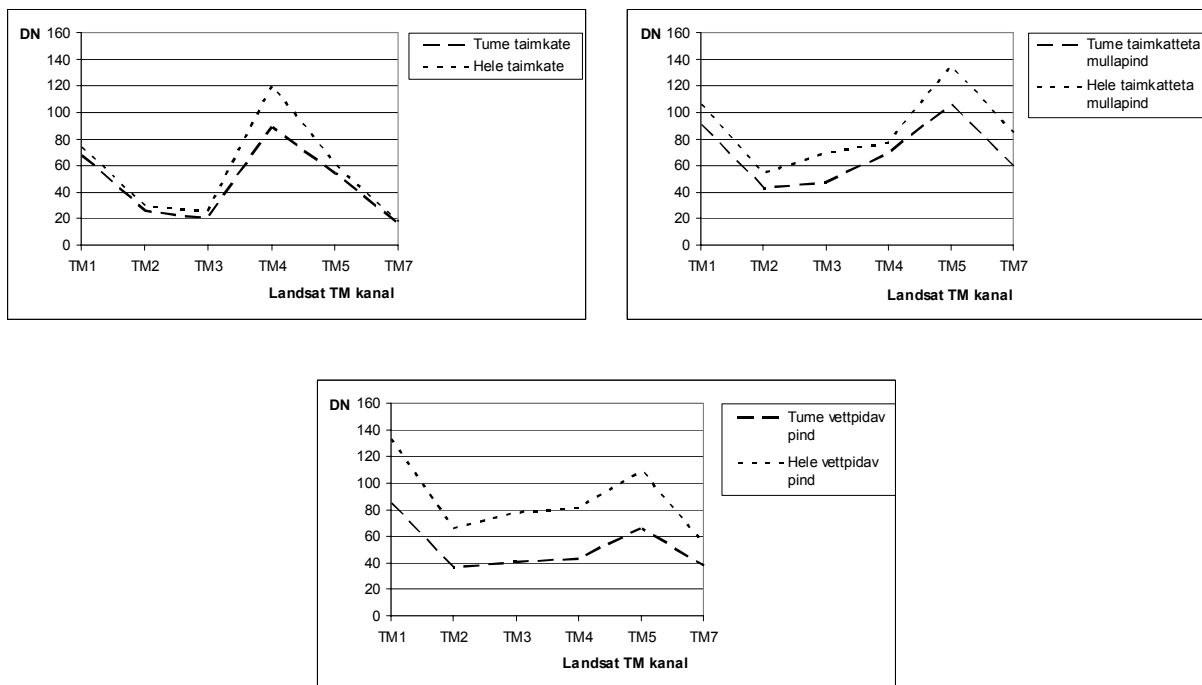 DN
160
140
120
100
80
60
40
20
0
TM1 TM2 TM3 TM4 TM5 TM7
Landsat TM kanal
Tume taimkate
Hele taimkate
DN
160
140
120
100
80
60
40
20
0
TM1 TM2 TM3 TM4 TM5 TM7
Landsat TM kanal
Tume taimkatteta
mullapind
Hele taimkatteta
mullapind
DN
160
140
120
100
80
60
40
20
0
TM1 TM2 TM3 TM4 TM5 TM7
Landsat TM kanal
Tume vettpidav
pind
Hele vettpidav
pind